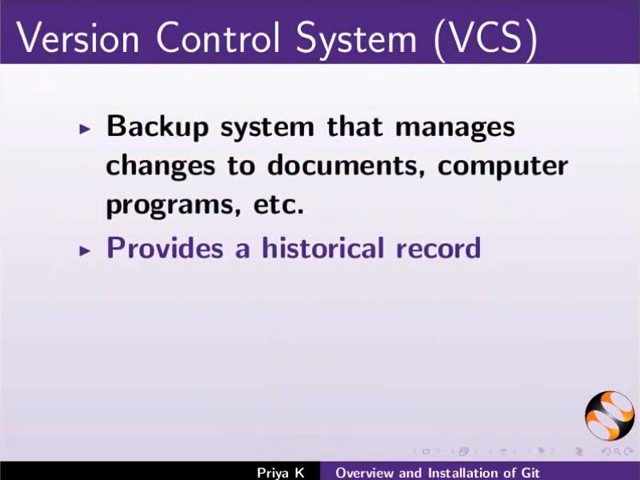 Version Control System (VCS)
Backup system that manages
changes to documents, computer
programs, etc.
Provides a historical record
Priya K Overview and Installation of Git